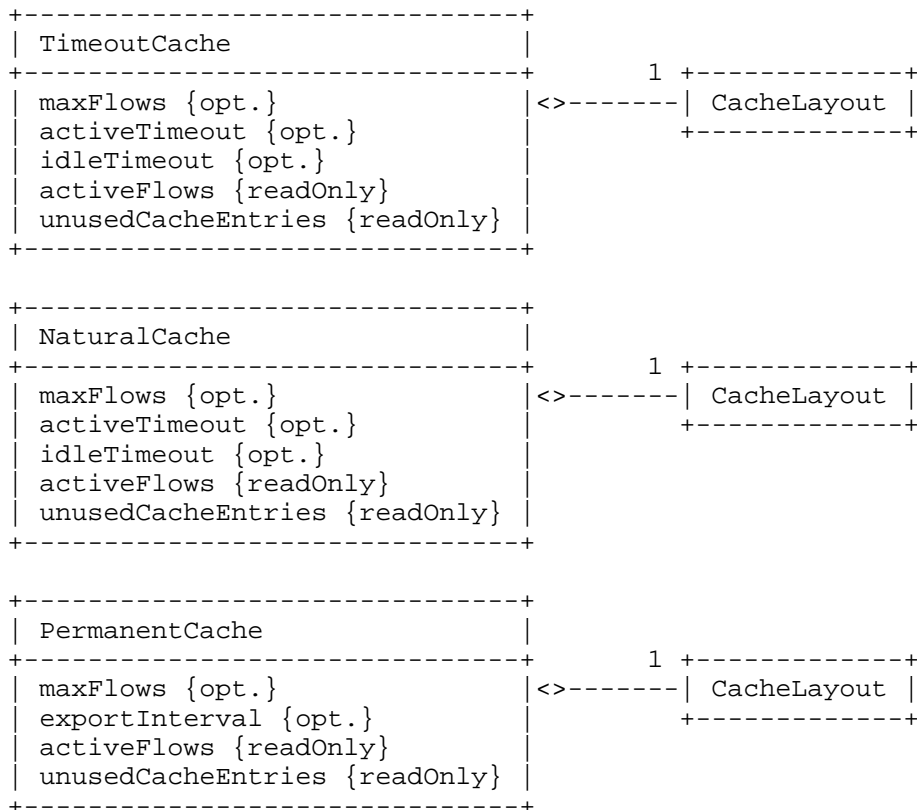 +-------------------------------+
| TimeoutCache                  |
+-------------------------------+       1 +-------------+
| maxFlows {opt.}               |<>-------| CacheLayout |
| activeTimeout {opt.}          |         +-------------+
| idleTimeout {opt.}            |
| activeFlows {readOnly}        |
| unusedCacheEntries {readOnly} |
+-------------------------------+

+-------------------------------+
| NaturalCache                  |
+-------------------------------+       1 +-------------+
| maxFlows {opt.}               |<>-------| CacheLayout |
| activeTimeout {opt.}          |         +-------------+
| idleTimeout {opt.}            |
| activeFlows {readOnly}        |
| unusedCacheEntries {readOnly} |
+-------------------------------+

+-------------------------------+
| PermanentCache                |
+-------------------------------+       1 +-------------+
| maxFlows {opt.}               |<>-------| CacheLayout |
| exportInterval {opt.}         |         +-------------+
| activeFlows {readOnly}        |
| unusedCacheEntries {readOnly} |
+-------------------------------+